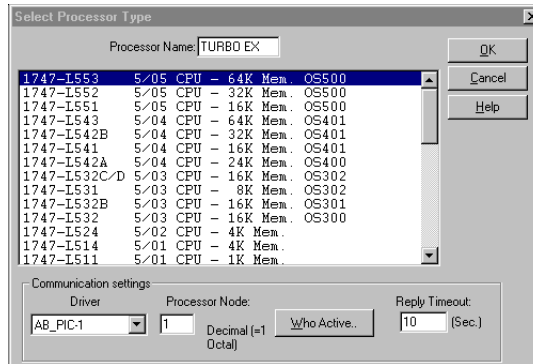 Select Processor Type
Processor Name: TURBO EX
OK
1747-L553 5/05 CPU - 64K Mem. OS500
1747-L552 5/05 CPU - 32K Mem. OS500
Cancel
1747-L551 5/05 CPU - 16K Mem. OS500
1747-L543 5/04 CPU - 64K Mem. OS401
Help
1747-L542B 5/04 CPU - 32K Mem. OS401
1747-L541 5/04 CPU - 16K Mem. OS401
1747-L542A 5/04 CPU - 24K Mem. OS400
1747-L532C/D 5/03 CPU - 16K Mem. OS302
1747-L531 5/03 CPU - 8K Mem. OS302
1747-L532B 5/03 CPU - 16K Mem. OS301
1747-L532 5/03 CPU - 16K Mem. OS300
1747-L524 5/02 CPU - 4K Mem.
1747-L514 5/01 CPU - 4K Mem.
1747-L511 5/01 CPU - 1K Mem.
Communication settings
Driver Processor Node: Reply Timeout:
AB_PIC-1 1 Decimal (=1 Octal) Who Active.. 10 (Sec.)